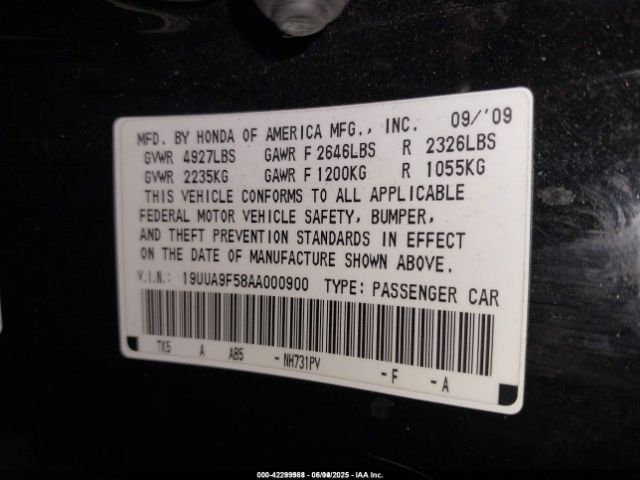 MFD. BY HONDA OF AMERICA MFG., INC. 09/'09
GVWR 4927LBS GAWR F 2646LBS R 2326LBS
GVWR 2235KG GAWR F 1200KG R 1055KG
THIS VEHICLE CONFORMS TO ALL APPLICABLE
FEDERAL MOTOR VEHICLE SAFETY, BUMPER,
AND THEFT PREVENTION STANDARDS IN EFFECT
ON THE DATE OF MANUFACTURE SHOWN ABOVE.
V.I.N.: 19UUA9F58AA000900 TYPE: PASSENGER CAR
TK5 A AB5 - NH731PV - F - A
000-42299988 - 06/ /2025 - IAA Inc.